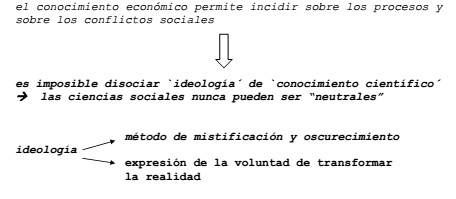 el conocimiento económico permite incidir sobre los procesos y
sobre los conflictos sociales
es imposible disociar `ideología´ de `conocimiento científico´
→ las ciencias sociales nunca pueden ser “neutrales”
método de mistificación y oscurecimiento
ideología
expresión de la voluntad de transformar
la realidad